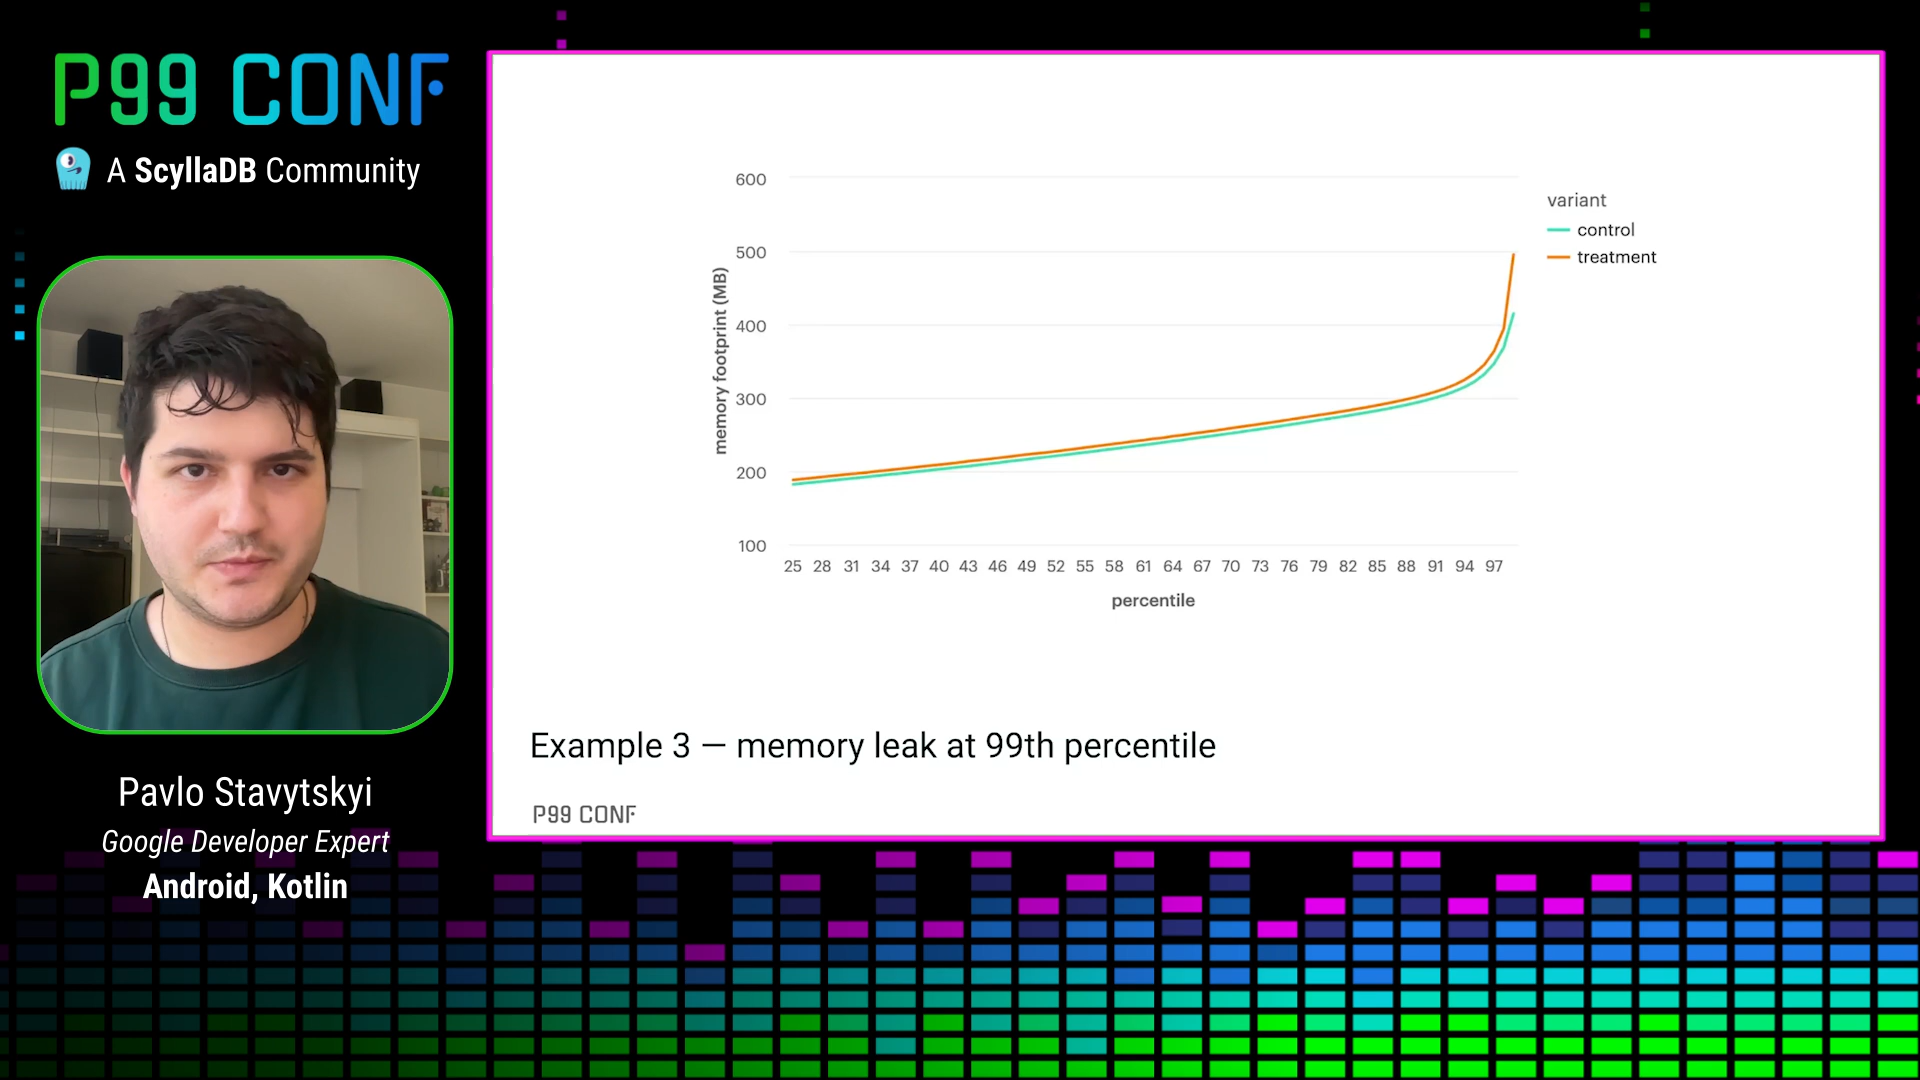 P99 CONF
A ScyllaDB Community
Pavlo Stavytskyi
Google Developer Expert
Android, Kotlin
600
500
400
300
200
100
memory footprint (MB)
25 28 31 34 37 40 43 46 49 52 55 58 61 64 67 70 73 76 79 82 85 88 91 94 97
percentile
variant
control
treatment
Example 3 — memory leak at 99th percentile
P99 CONF